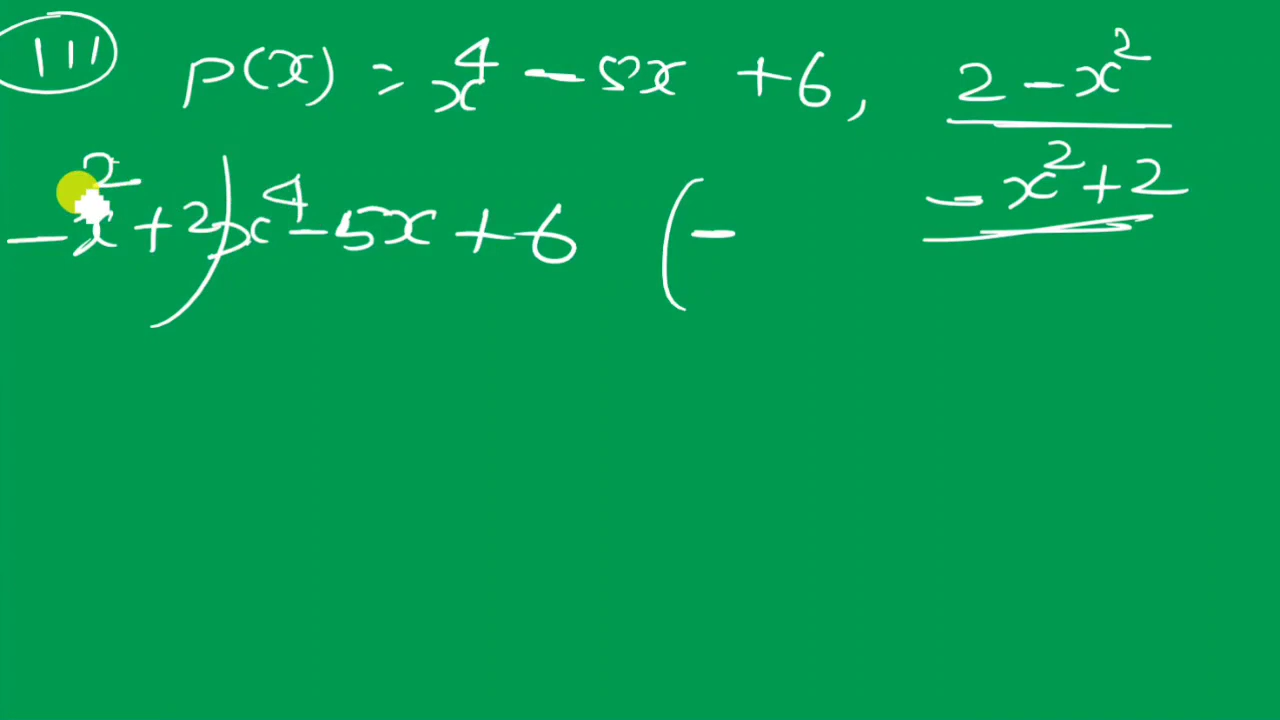 111 p(x) = x⁴ - 5x + 6, 2 - x²
- x² + 2
- x² + 2 ) x⁴ - 5x + 6 ( -